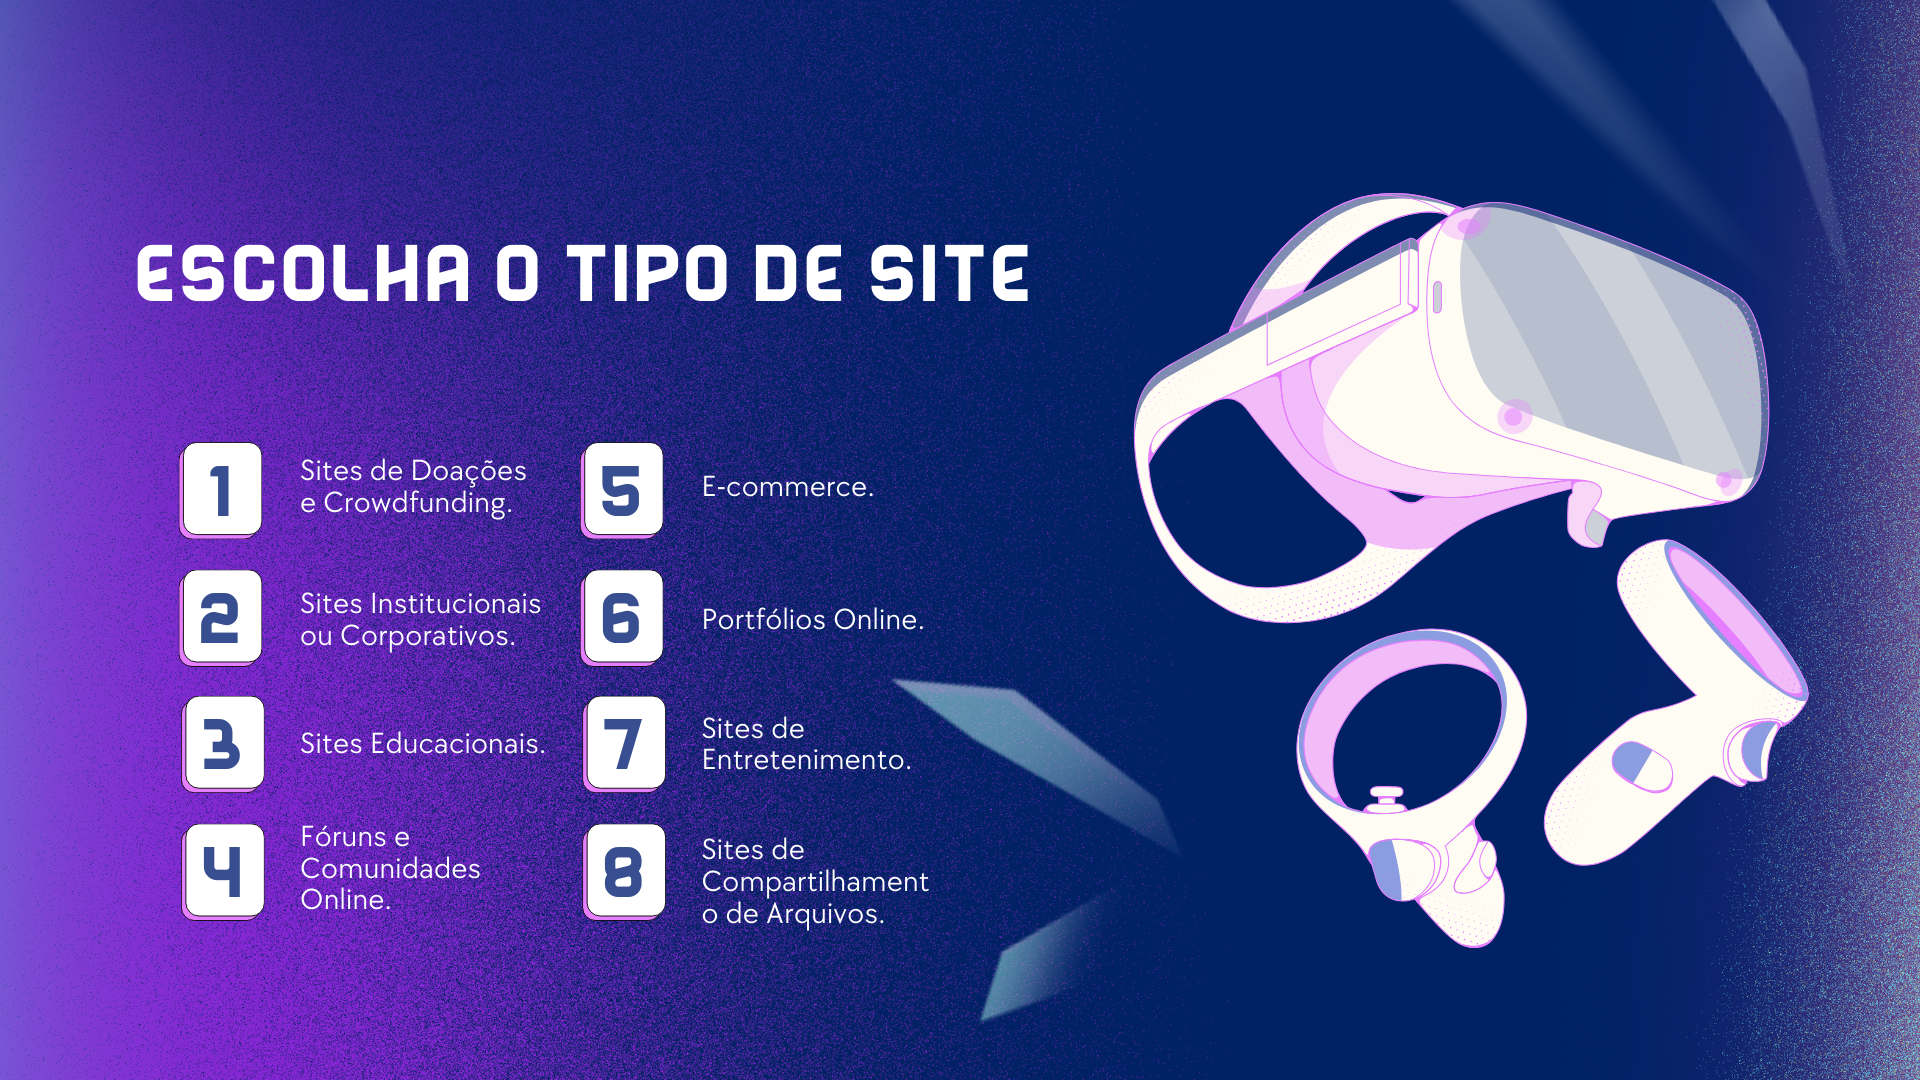 ESCOLHA O TIPO DE SITE
1
Sites de Doações
e Crowdfunding.
2
Sites Institucionais
ou Corporativos.
3
Sites Educacionais.
4
Fóruns e
Comunidades
Online.
5
E-commerce.
6
Portfólios Online.
7
Sites de
Entretenimento.
8
Sites de
Compartilhament
o de Arquivos.